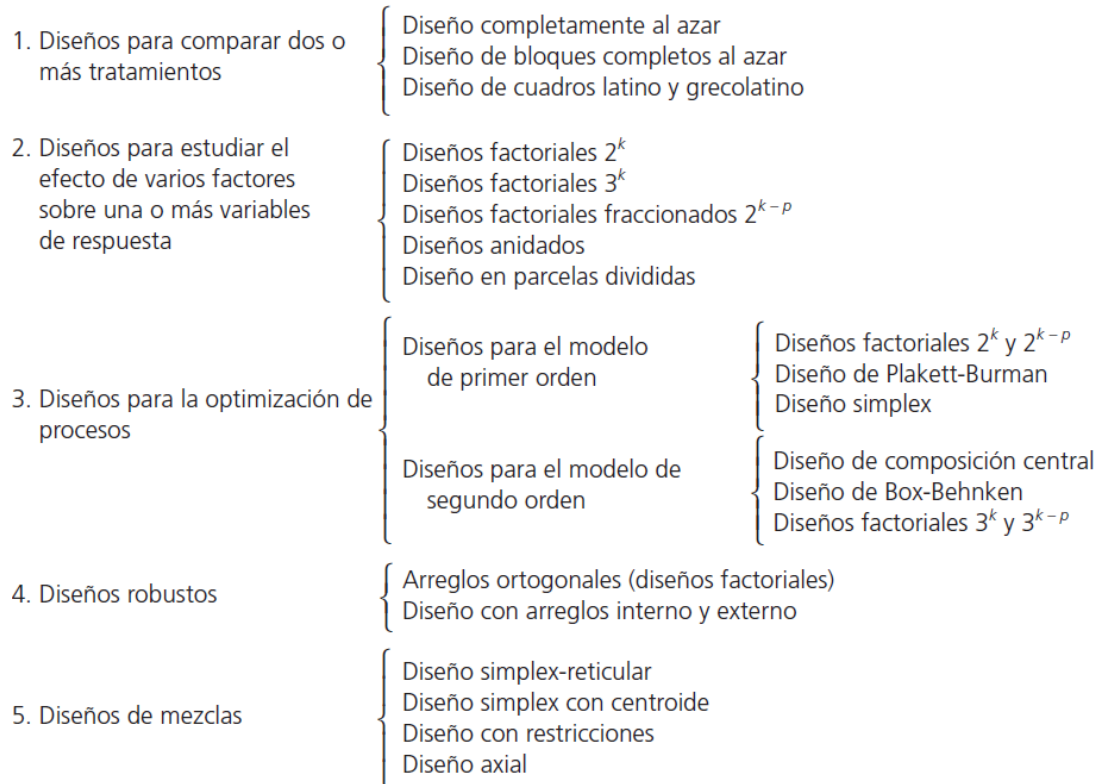 1. Diseños para comparar dos o
más tratamientos
Diseño completamente al azar
Diseño de bloques completos al azar
Diseño de cuadros latino y grecolatino
2. Diseños para estudiar el
efecto de varios factores
sobre una o más variables
de respuesta
Diseños factoriales 2^k
Diseños factoriales 3^k
Diseños factoriales fraccionados 2^{k – p}
Diseños anidados
Diseño en parcelas divididas
3. Diseños para la optimización de
procesos
Diseños para el modelo
de primer orden
Diseños factoriales 2^k y 2^{k – p}
Diseño de Plakett-Burman
Diseño simplex
Diseños para el modelo de
segundo orden
Diseño de composición central
Diseño de Box-Behnken
Diseños factoriales 3^k y 3^{k – p}
4. Diseños robustos
Arreglos ortogonales (diseños factoriales)
Diseño con arreglos interno y externo
5. Diseños de mezclas
Diseño simplex-reticular
Diseño simplex con centroide
Diseño con restricciones
Diseño axial